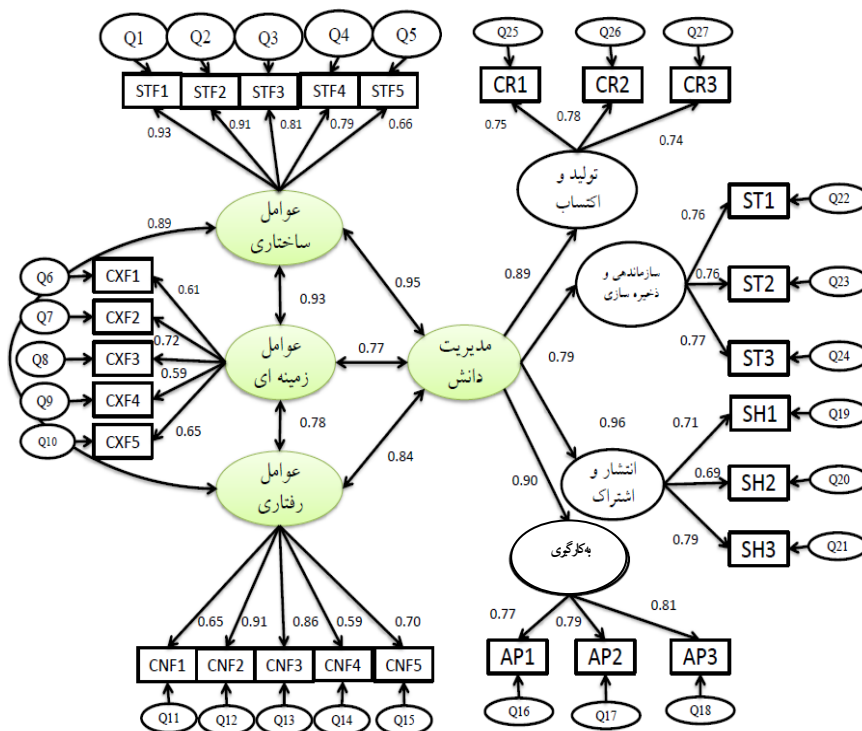 Q1 Q2 Q3 Q4 Q5
STF1 STF2 STF3 STF4 STF5
0.93 0.91 0.81 0.79 0.66
Q25 Q26 Q27
CR1 CR2 CR3
0.75 0.78 0.74
تولید و
اکتساب
عوامل
ساختاری
0.89
0.95
0.93
0.89
ST1 Q22
ST2 Q23
ST3 Q24
0.76
0.76
0.77
سازماندهی و
ذخیره سازی
Q6 CXF1
Q7 CXF2
Q8 CXF3
Q9 CXF4
Q10 CXF5
0.61
0.72
0.59
0.65
عوامل
زمینه ای
0.77
مدیریت
دانش
0.79
0.78
0.84
0.96
0.90
عوامل
رفتاری
انتشار و
اشتراک
0.71
0.69
0.79
SH1 Q19
SH2 Q20
SH3 Q21
به‌کارگیری
0.65 0.91 0.86 0.59 0.70
CNF1 CNF2 CNF3 CNF4 CNF5
Q11 Q12 Q13 Q14 Q15
0.77 0.79 0.81
AP1 AP2 AP3
Q16 Q17 Q18